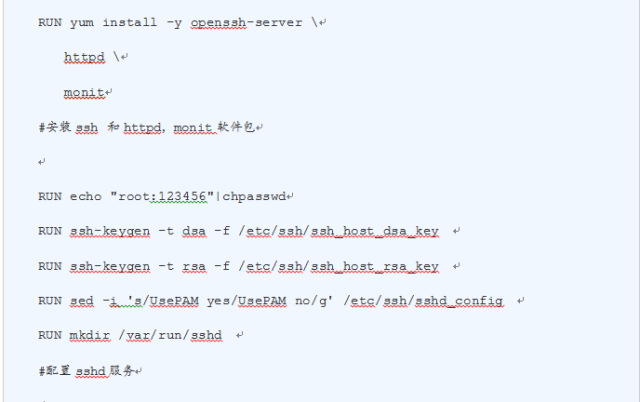 RUN yum install -y openssh-server \
httpd \
monit
#安装 ssh 和 httpd, monit 软件包
RUN echo "root:123456"|chpasswd
RUN ssh-keygen -t dsa -f /etc/ssh/ssh_host_dsa_key
RUN ssh-keygen -t rsa -f /etc/ssh/ssh_host_rsa_key
RUN sed -i 's/UsePAM yes/UsePAM no/g' /etc/ssh/sshd_config
RUN mkdir /var/run/sshd
#配置 sshd 服务